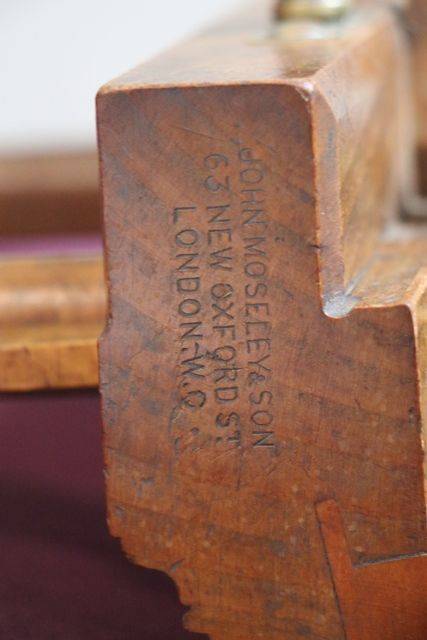 JOHN MOSELEY & SON
63 NEW OXFORD ST.
LONDON-W.C.